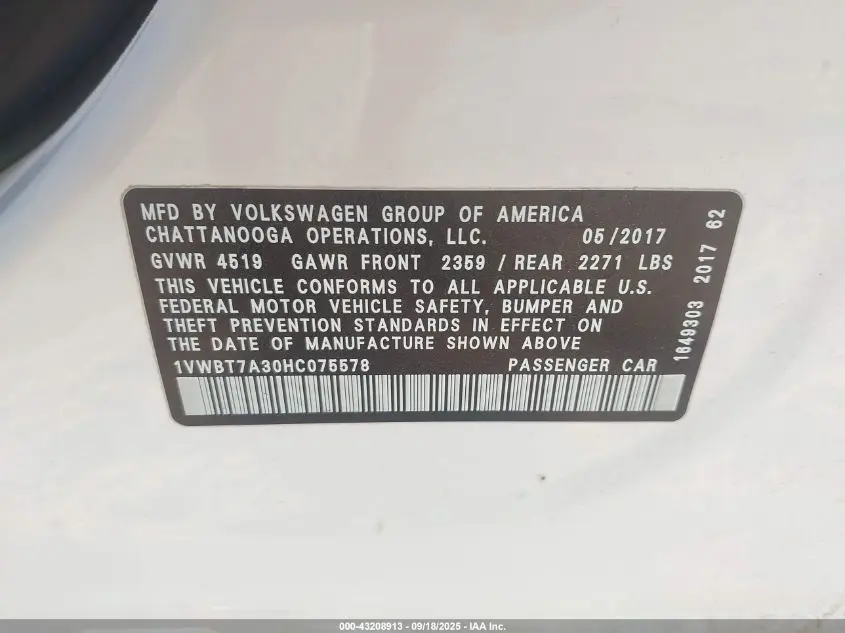 MFD BY VOLKSWAGEN GROUP OF AMERICA
CHATTANOOGA OPERATIONS, LLC. 05/2017
GVWR 4519 GAWR FRONT 2359 / REAR 2271 LBS
THIS VEHICLE CONFORMS TO ALL APPLICABLE U.S.
FEDERAL MOTOR VEHICLE SAFETY, BUMPER AND
THEFT PREVENTION STANDARDS IN EFFECT ON
THE DATE OF MANUFACTURE SHOWN ABOVE
1VWBT7A30HC075578 PASSENGER CAR
1649303 2017 62
000-43208913 - 09/18/2025 - IAA Inc.